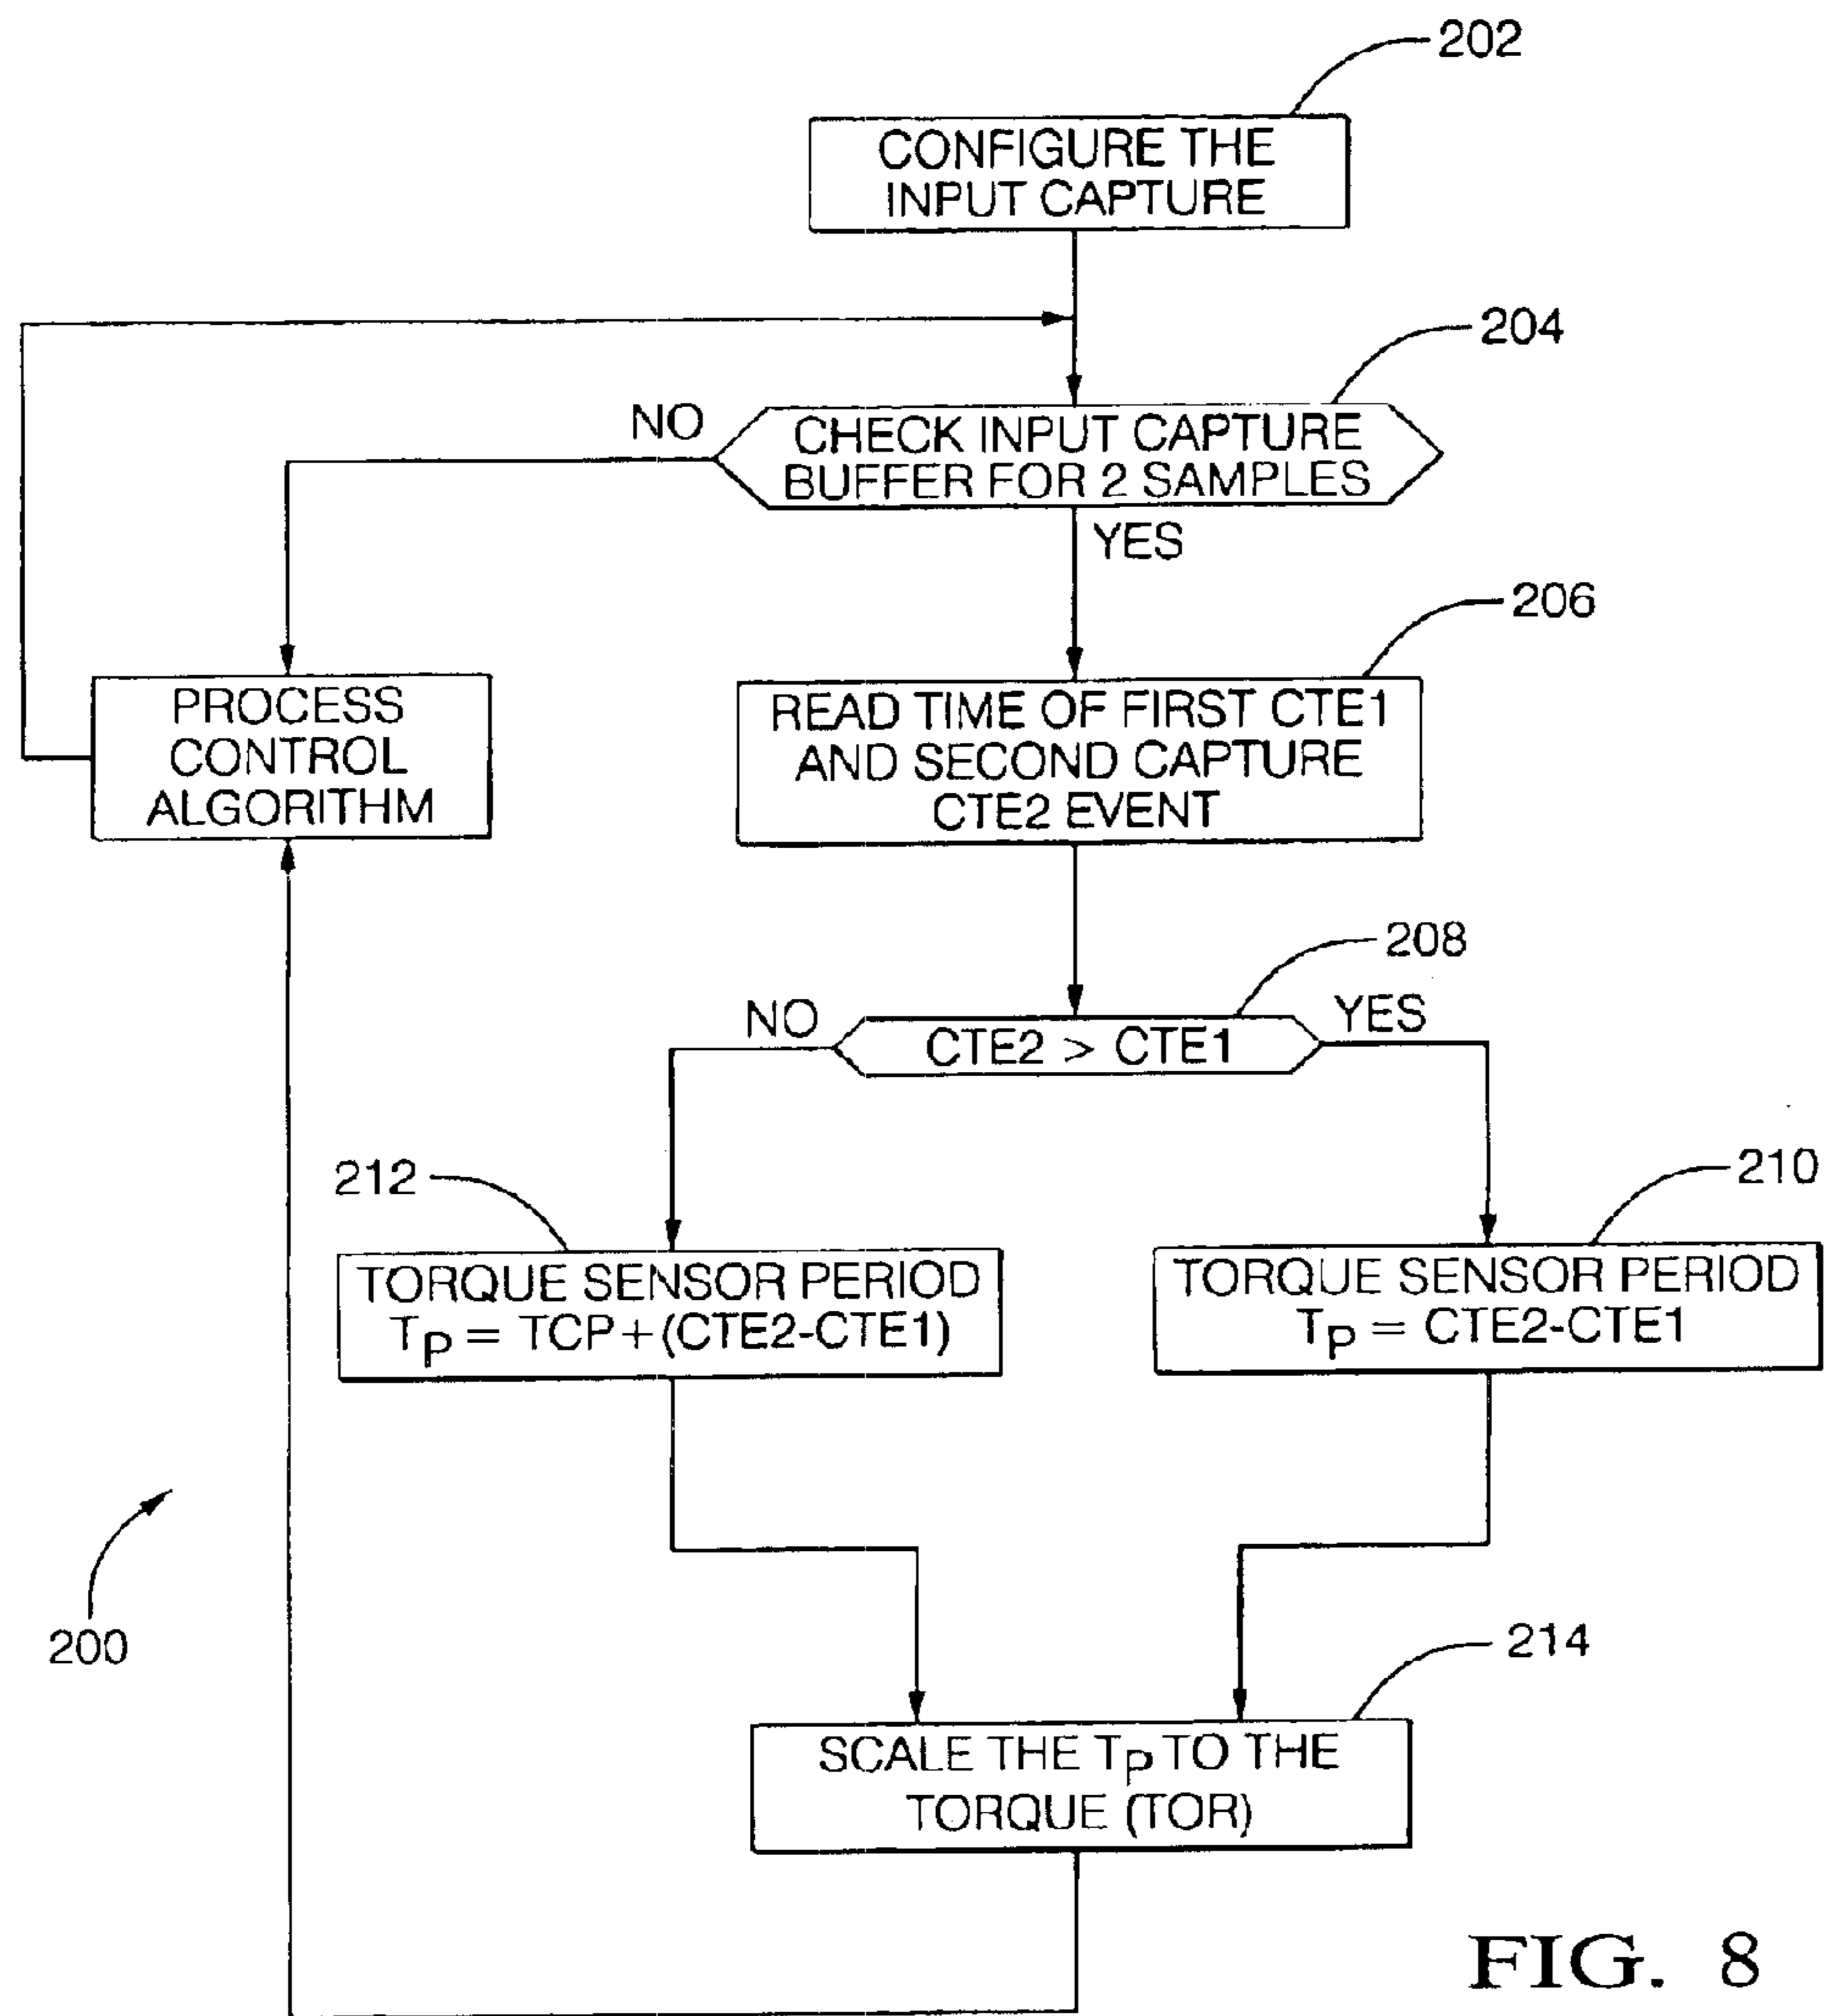 202
CONFIGURE THE
INPUT CAPTURE
204
NO
CHECK INPUT CAPTURE
BUFFER FOR 2 SAMPLES
YES
206
PROCESS
CONTROL
ALGORITHM
READ TIME OF FIRST CTE1
AND SECOND CAPTURE
CTE2 EVENT
208
NO
CTE2 > CTE1
YES
212
210
TORQUE SENSOR PERIOD
TP = TCP+(CTE2-CTE1)
TORQUE SENSOR PERIOD
TP = CTE2-CTE1
200
214
SCALE THE TP TO THE
TORQUE (TOR)
FIG. 8